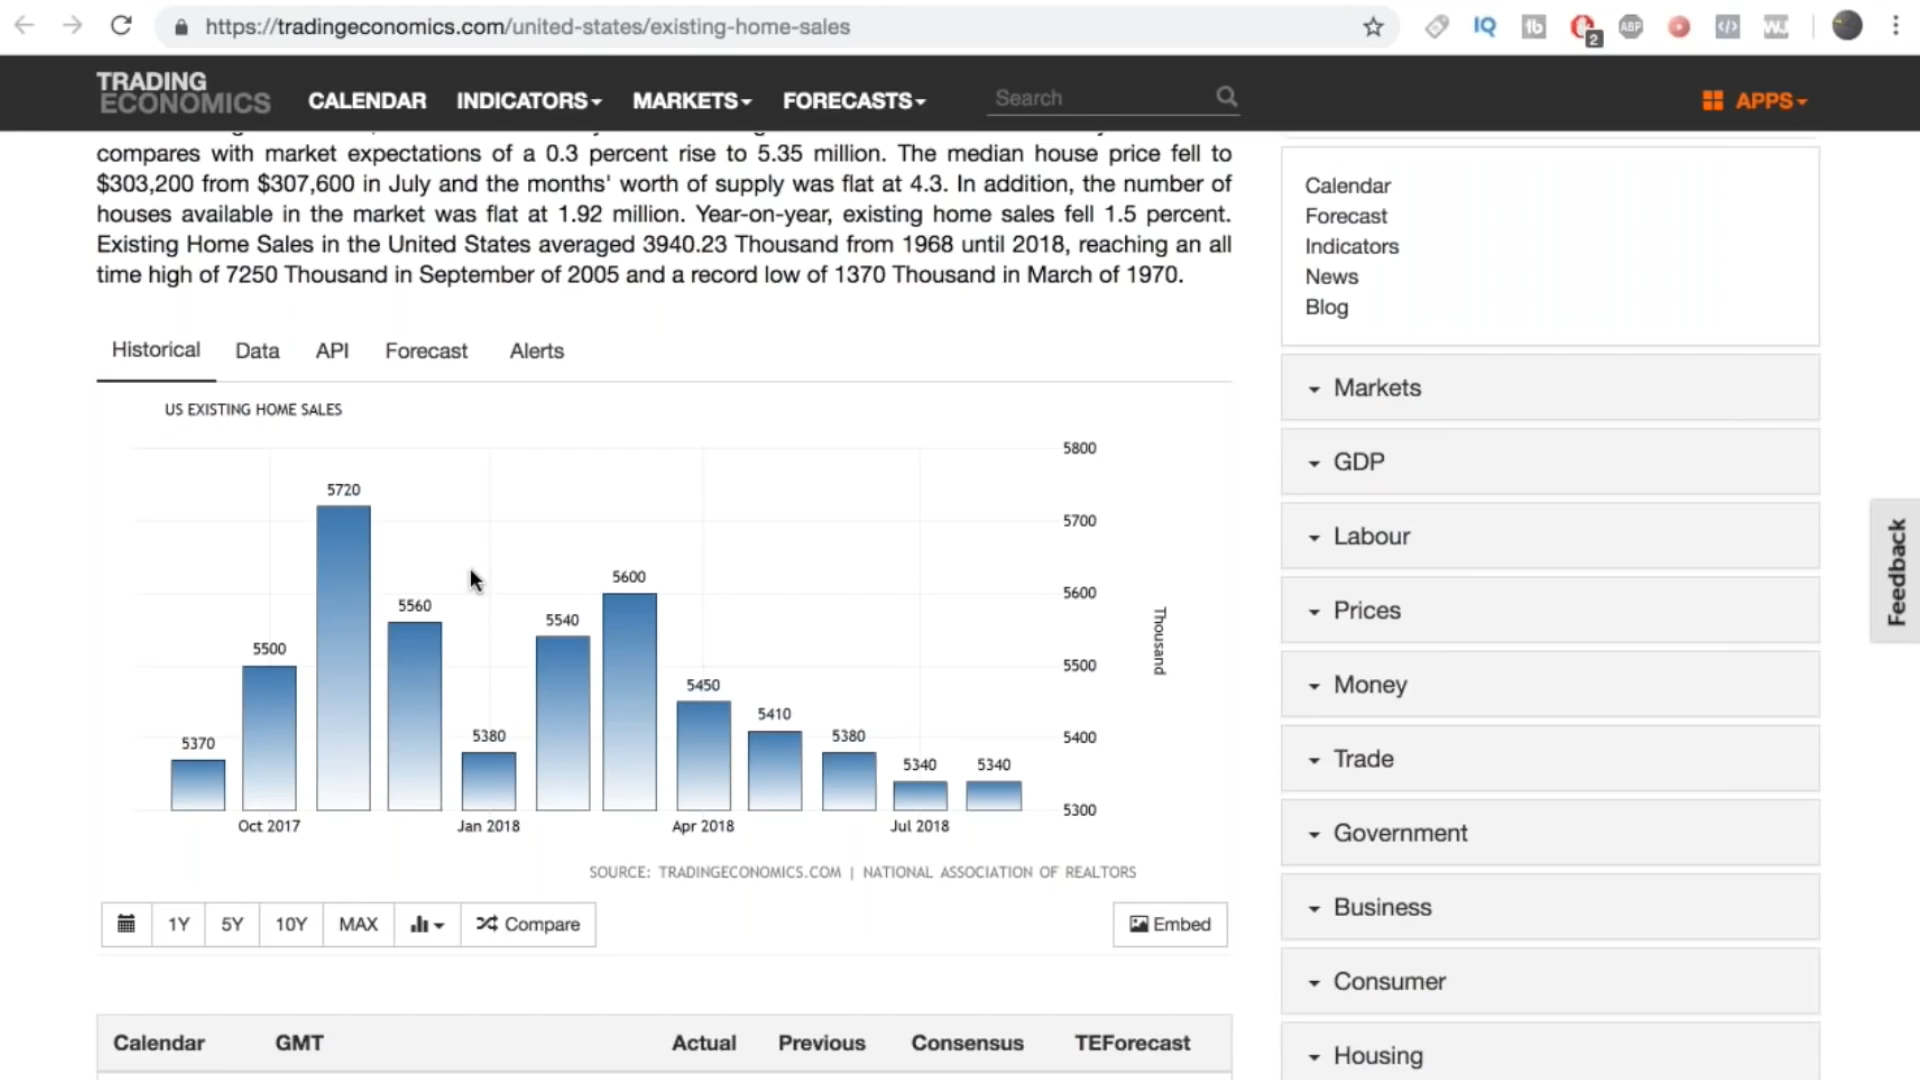 https://tradingeconomics.com/united-states/existing-home-sales
IQ
1b
2
ABP
</>
WJ
TRADING
ECONOMICS
CALENDAR
INDICATORS
MARKETS
FORECASTS
Search
APPS
compares with market expectations of a 0.3 percent rise to 5.35 million. The median house price fell to
$303,200 from $307,600 in July and the months' worth of supply was flat at 4.3. In addition, the number of
houses available in the market was flat at 1.92 million. Year-on-year, existing home sales fell 1.5 percent.
Existing Home Sales in the United States averaged 3940.23 Thousand from 1968 until 2018, reaching an all
time high of 7250 Thousand in September of 2005 and a record low of 1370 Thousand in March of 1970.
Historical
Data
API
Forecast
Alerts
US EXISTING HOME SALES
5370
5500
5720
5560
5380
5540
5600
5450
5410
5380
5340
5340
5800
5700
5600
5500
5400
5300
Thousand
Oct 2017
Jan 2018
Apr 2018
Jul 2018
SOURCE: TRADINGECONOMICS.COM | NATIONAL ASSOCIATION OF REALTORS
1Y
5Y
10Y
MAX
Compare
Embed
Calendar
GMT
Actual
Previous
Consensus
TEForecast
Calendar
Forecast
Indicators
News
Blog
Markets
GDP
Labour
Prices
Money
Trade
Government
Business
Consumer
Housing
Feedback